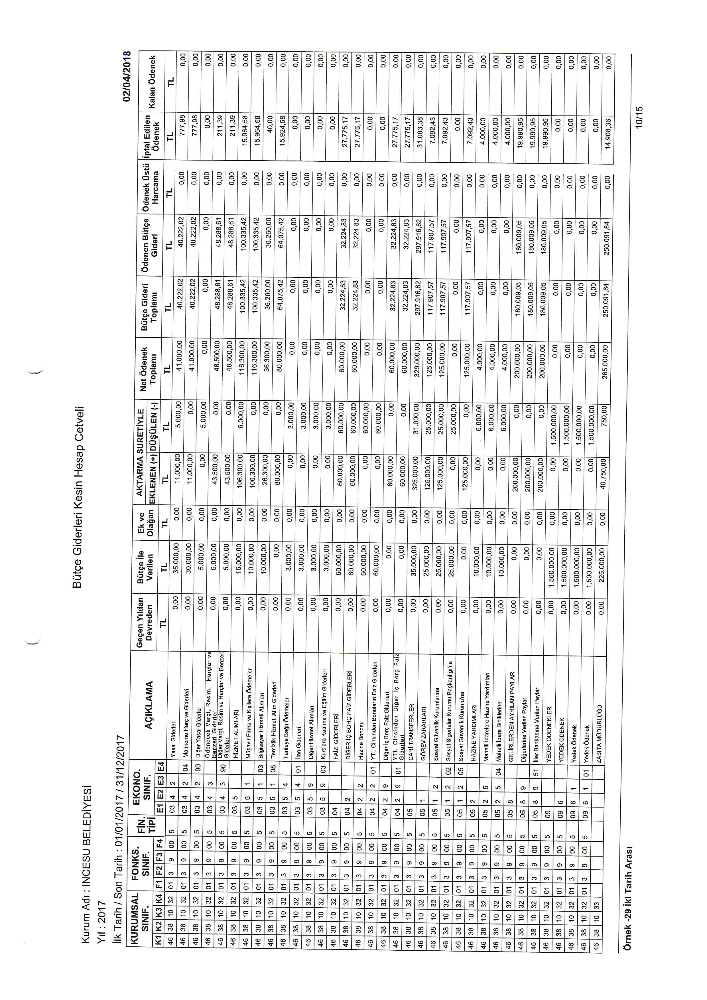 Bütçe Giderleri Kesin Hesap Cetveli
Kurum Adı : INCESU BELEDİYESİ
Yıl : 2017
İlk Tarih / Son Tarih : 01/01/2017 / 31/12/2017 02/04/2018
KURUMSAL SINIF. FONKS. SINIF. FİN. TİPİ EKONO. SINIF. AÇIKLAMA Geçen Yıldan Devreden Bütçe İle Verilen Ek ve Olağan AKTARMA SURETİYLE Net Ödenek Toplamı Bütçe Gideri Toplamı Ödenen Bütçe Gideri Ödenek Üstü Harcama İptal Edilen Ödenek Kalan Ödenek
EKLENEN (+) DÜŞÜLEN (-)
K1 K2 K3 K4 F1 F2 F3 F4 E1 E2 E3 E4 TL TL TL TL TL TL TL TL TL TL TL
46 38 10 32 01 3 9 00 5 03 4 2 Yasal Giderler 0,00 35.000,00 0,00 11.000,00 5.000,00 41.000,00 40.222,02 40.222,02 0,00 777,98 0,00
46 38 10 32 01 3 9 00 5 03 4 2 04 Mahkeme Harç ve Giderleri 0,00 30.000,00 0,00 11.000,00 0,00 41.000,00 40.222,02 40.222,02 0,00 777,98 0,00
46 38 10 32 01 3 9 00 5 03 4 2 90 Diğer Yasal Giderler 0,00 5.000,00 0,00 0,00 5.000,00 0,00 0,00 0,00 0,00 0,00 0,00
46 38 10 32 01 3 9 00 5 03 4 3 Ödenecek Vergi, Resim, Harçlar ve Benzeri Giderler 0,00 5.000,00 0,00 43.500,00 0,00 48.500,00 48.288,61 48.288,61 0,00 211,39 0,00
46 38 10 32 01 3 9 00 5 03 4 3 90 Diğer Vergi, Resim ve Harçlar ve Benzeri Giderler 0,00 5.000,00 0,00 43.500,00 0,00 48.500,00 48.288,61 48.288,61 0,00 211,39 0,00
46 38 10 32 01 3 9 00 5 03 5 HİZMET ALIMLARI 0,00 16.000,00 0,00 106.300,00 6.000,00 116.300,00 100.335,42 100.335,42 0,00 15.964,58 0,00
46 38 10 32 01 3 9 00 5 03 5 1 Müşavir Firma ve Kişilere Ödemeler 0,00 10.000,00 0,00 106.300,00 0,00 116.300,00 100.335,42 100.335,42 0,00 15.964,58 0,00
46 38 10 32 01 3 9 00 5 03 5 1 03 Bilgisayar Hizmeti Alımları 0,00 10.000,00 0,00 26.300,00 0,00 36.300,00 36.260,00 36.260,00 0,00 40,00 0,00
46 38 10 32 01 3 9 00 5 03 5 1 08 Temizlik Hizmeti Alım Giderleri 0,00 0,00 0,00 80.000,00 0,00 80.000,00 64.075,42 64.075,42 0,00 15.924,58 0,00
46 38 10 32 01 3 9 00 5 03 5 4 Tarifeye Bağlı Ödemeler 0,00 3.000,00 0,00 0,00 3.000,00 0,00 0,00 0,00 0,00 0,00 0,00
46 38 10 32 01 3 9 00 5 03 5 4 01 İlan Giderleri 0,00 3.000,00 0,00 0,00 3.000,00 0,00 0,00 0,00 0,00 0,00 0,00
46 38 10 32 01 3 9 00 5 03 5 9 Diğer Hizmet Alımları 0,00 3.000,00 0,00 0,00 3.000,00 0,00 0,00 0,00 0,00 0,00 0,00
46 38 10 32 01 3 9 00 5 03 5 9 03 Kurslara Katılma ve Eğitim Giderleri 0,00 3.000,00 0,00 0,00 3.000,00 0,00 0,00 0,00 0,00 0,00 0,00
46 38 10 32 01 3 9 00 5 04 FAİZ GİDERLERİ 0,00 60.000,00 0,00 60.000,00 60.000,00 60.000,00 32.224,83 32.224,83 0,00 27.775,17 0,00
46 38 10 32 01 3 9 00 5 04 2 DİĞER İÇ BORÇ FAİZ GİDERLERİ 0,00 60.000,00 0,00 60.000,00 60.000,00 60.000,00 32.224,83 32.224,83 0,00 27.775,17 0,00
46 38 10 32 01 3 9 00 5 04 2 2 Hazine Bonosu 0,00 60.000,00 0,00 0,00 60.000,00 0,00 0,00 0,00 0,00 0,00 0,00
46 38 10 32 01 3 9 00 5 04 2 2 01 YTL Cinsinden Bonoların Faiz Giderleri 0,00 60.000,00 0,00 0,00 60.000,00 0,00 0,00 0,00 0,00 0,00 0,00
46 38 10 32 01 3 9 00 5 04 2 9 Diğer İç Borç Faiz Giderleri 0,00 0,00 0,00 60.000,00 0,00 60.000,00 32.224,83 32.224,83 0,00 27.775,17 0,00
46 38 10 32 01 3 9 00 5 04 2 9 01 YTL Cinsinden Diğer İç Borç Faiz Giderleri 0,00 0,00 0,00 60.000,00 0,00 60.000,00 32.224,83 32.224,83 0,00 27.775,17 0,00
46 38 10 32 01 3 9 00 5 05 CARİ TRANSFERLER 0,00 35.000,00 0,00 325.000,00 31.000,00 329.000,00 297.916,62 297.916,62 0,00 31.083,38 0,00
46 38 10 32 01 3 9 00 5 05 1 GÖREV ZARARLARI 0,00 25.000,00 0,00 125.000,00 25.000,00 125.000,00 117.907,57 117.907,57 0,00 7.092,43 0,00
46 38 10 32 01 3 9 00 5 05 1 2 Sosyal Güvenlik Kurumlarına 0,00 25.000,00 0,00 125.000,00 25.000,00 125.000,00 117.907,57 117.907,57 0,00 7.092,43 0,00
46 38 10 32 01 3 9 00 5 05 1 2 02 Sosyal Sigortalar Kurumu Başkanlığı'na 0,00 25.000,00 0,00 0,00 25.000,00 0,00 0,00 0,00 0,00 0,00 0,00
46 38 10 32 01 3 9 00 5 05 1 2 05 Sosyal Güvenlik Kurumu'na 0,00 0,00 0,00 125.000,00 0,00 125.000,00 117.907,57 117.907,57 0,00 7.092,43 0,00
46 38 10 32 01 3 9 00 5 05 2 HAZİNE YARDIMLARI 0,00 10.000,00 0,00 0,00 6.000,00 4.000,00 0,00 0,00 0,00 4.000,00 0,00
46 38 10 32 01 3 9 00 5 05 2 5 Mahalli İdarelere Hazine Yardımları 0,00 10.000,00 0,00 0,00 6.000,00 4.000,00 0,00 0,00 0,00 4.000,00 0,00
46 38 10 32 01 3 9 00 5 05 2 5 04 Mahalli İdare Birliklerine 0,00 10.000,00 0,00 0,00 6.000,00 4.000,00 0,00 0,00 0,00 4.000,00 0,00
46 38 10 32 01 3 9 00 5 05 8 GELİRLERDEN AYRILAN PAYLAR 0,00 0,00 0,00 200.000,00 0,00 200.000,00 180.009,05 180.009,05 0,00 19.990,95 0,00
46 38 10 32 01 3 9 00 5 05 8 9 Diğerlerine Verilen Paylar 0,00 0,00 0,00 200.000,00 0,00 200.000,00 180.009,05 180.009,05 0,00 19.990,95 0,00
46 38 10 32 01 3 9 00 5 05 8 9 51 İller Bankasına Verilen Paylar 0,00 0,00 0,00 200.000,00 0,00 200.000,00 180.009,05 180.009,05 0,00 19.990,95 0,00
46 38 10 32 01 3 9 00 5 09 YEDEK ÖDENEKLER 0,00 1.500.000,00 0,00 0,00 1.500.000,00 0,00 0,00 0,00 0,00 0,00 0,00
46 38 10 32 01 3 9 00 5 09 6 YEDEK ÖDENEK 0,00 1.500.000,00 0,00 0,00 1.500.000,00 0,00 0,00 0,00 0,00 0,00 0,00
46 38 10 32 01 3 9 00 5 09 6 1 Yedek Ödenek 0,00 1.500.000,00 0,00 0,00 1.500.000,00 0,00 0,00 0,00 0,00 0,00 0,00
46 38 10 32 01 3 9 00 5 09 6 1 01 Yedek Ödenek 0,00 1.500.000,00 0,00 0,00 1.500.000,00 0,00 0,00 0,00 0,00 0,00 0,00
46 38 10 33 ZABITA MÜDÜRLÜĞÜ 0,00 225.000,00 0,00 40.750,00 750,00 265.000,00 250.091,64 250.091,64 0,00 14.908,36 0,00
Örnek -29 İki Tarih Arası 10/15